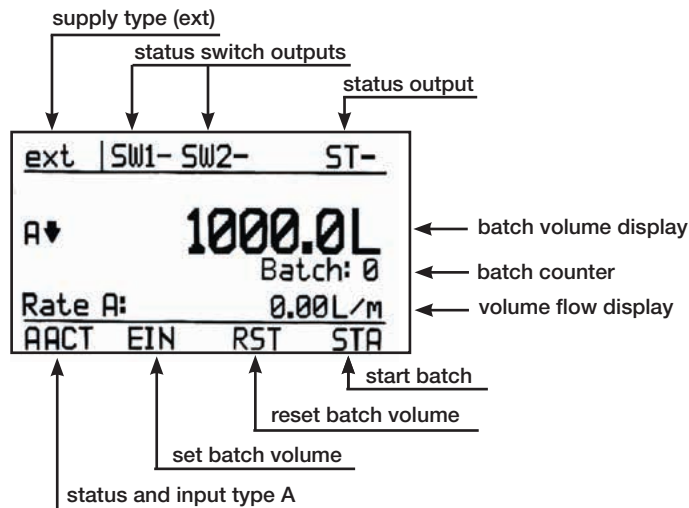 supply type (ext)
status switch outputs
status output
ext |SW1- SW2- ST-
A 1000.0L
batch volume display
Batch: 0
batch counter
Rate A: 0.00L/m
volume flow display
AACT EIN RST STA
start batch
reset batch volume
set batch volume
status and input type A